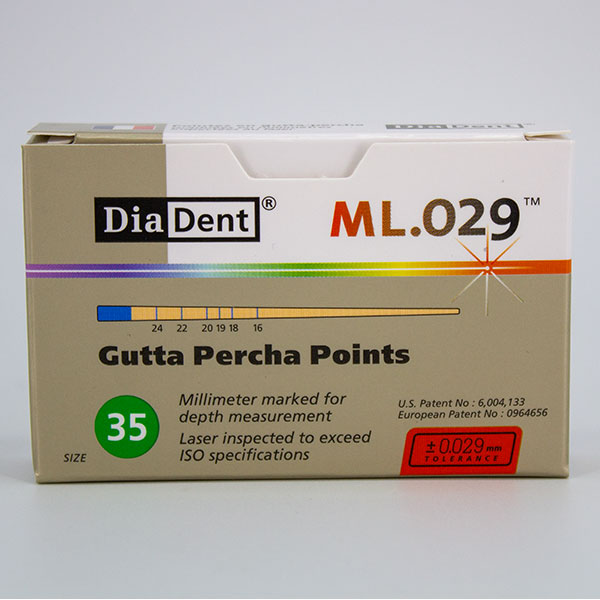 DiaDent
DiaDent®
ML.029™
24 22 20 19 18 16
Gutta Percha Points
35
SIZE
Millimeter marked for
depth measurement
Laser inspected to exceed
ISO specifications
U.S. Patent No : 6,004,133
European Patent No : 0964656
±0.029 mm
TOLERANCE